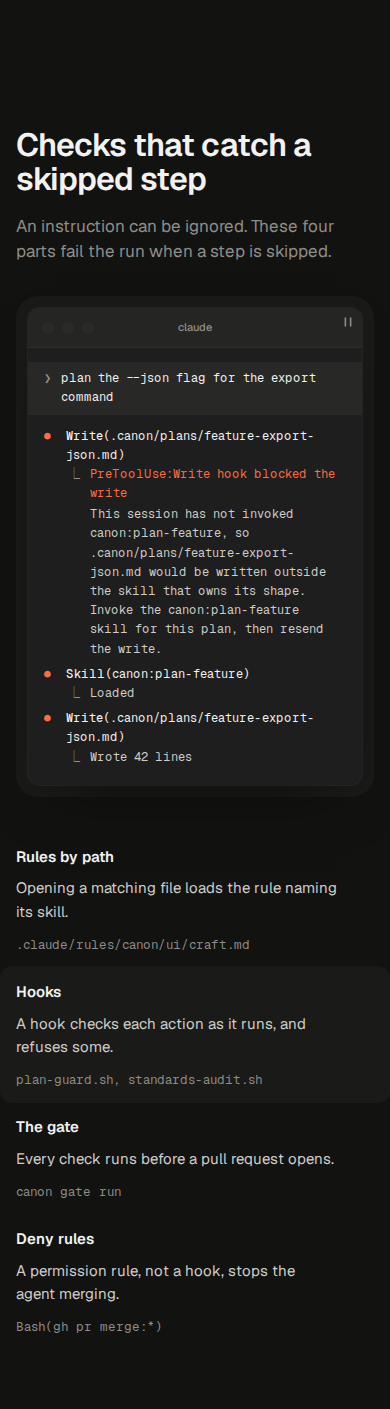 Checks that catch a
skipped step
An instruction can be ignored. These four
parts fail the run when a step is skipped.
claude
❯ plan the --json flag for the export
command
● Write(.canon/plans/feature-export-
json.md)
⎿ PreToolUse:Write hook blocked the
write
This session has not invoked
canon:plan-feature, so
.canon/plans/feature-export-
json.md would be written outside
the skill that owns its shape.
Invoke the canon:plan-feature
skill for this plan, then resend
the write.
● Skill(canon:plan-feature)
⎿ Loaded
● Write(.canon/plans/feature-export-
json.md)
⎿ Wrote 42 lines
Rules by path
Opening a matching file loads the rule naming
its skill.
.claude/rules/canon/ui/craft.md
Hooks
A hook checks each action as it runs, and
refuses some.
plan-guard.sh, standards-audit.sh
The gate
Every check runs before a pull request opens.
canon gate run
Deny rules
A permission rule, not a hook, stops the
agent merging.
Bash(gh pr merge:*)